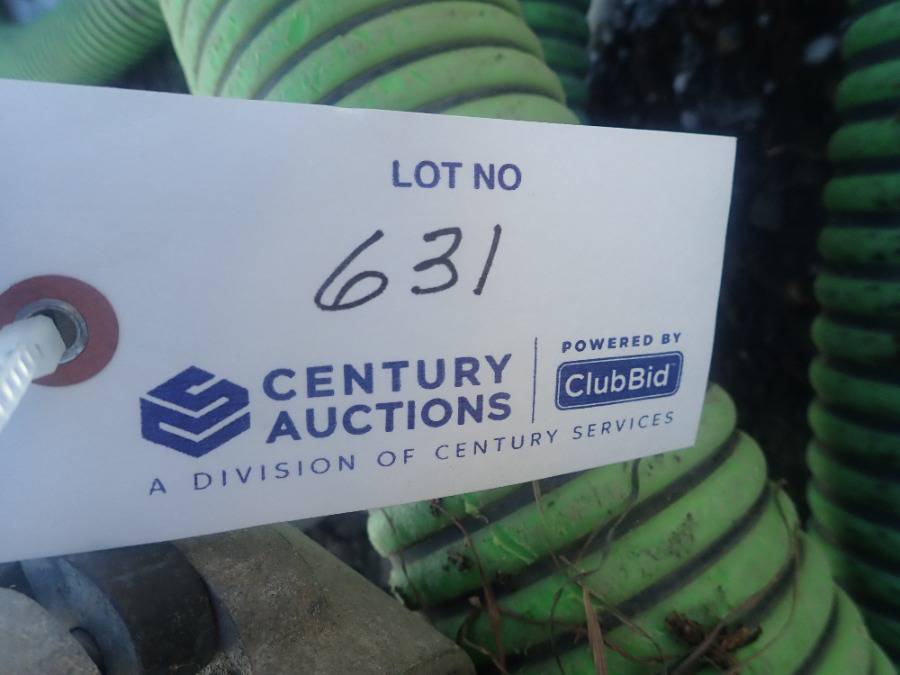 LOT NO
631
CENTURY
AUCTIONS
POWERED BY
ClubBid
A DIVISION OF CENTURY SERVICES